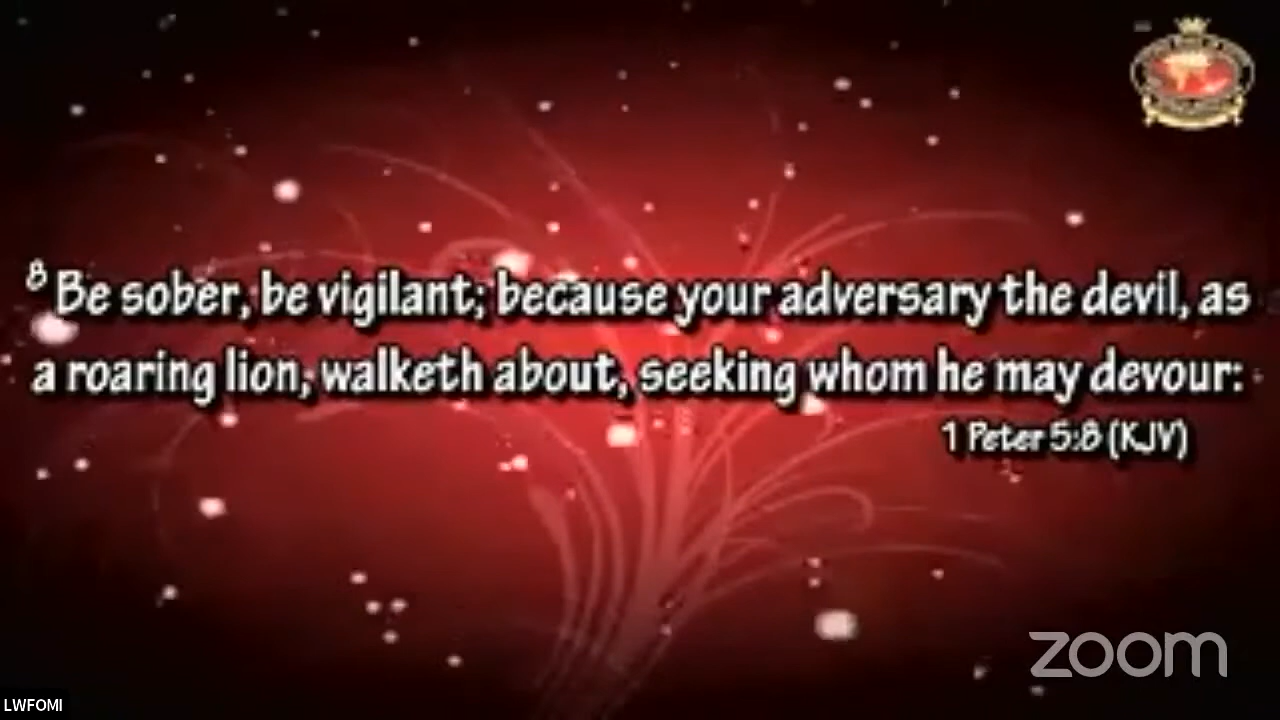 8 Be sober, be vigilant; because your adversary the devil, as
a roaring lion, walketh about, seeking whom he may devour:
1 Peter 5:8 (KJV)
zoom
LWFOMI